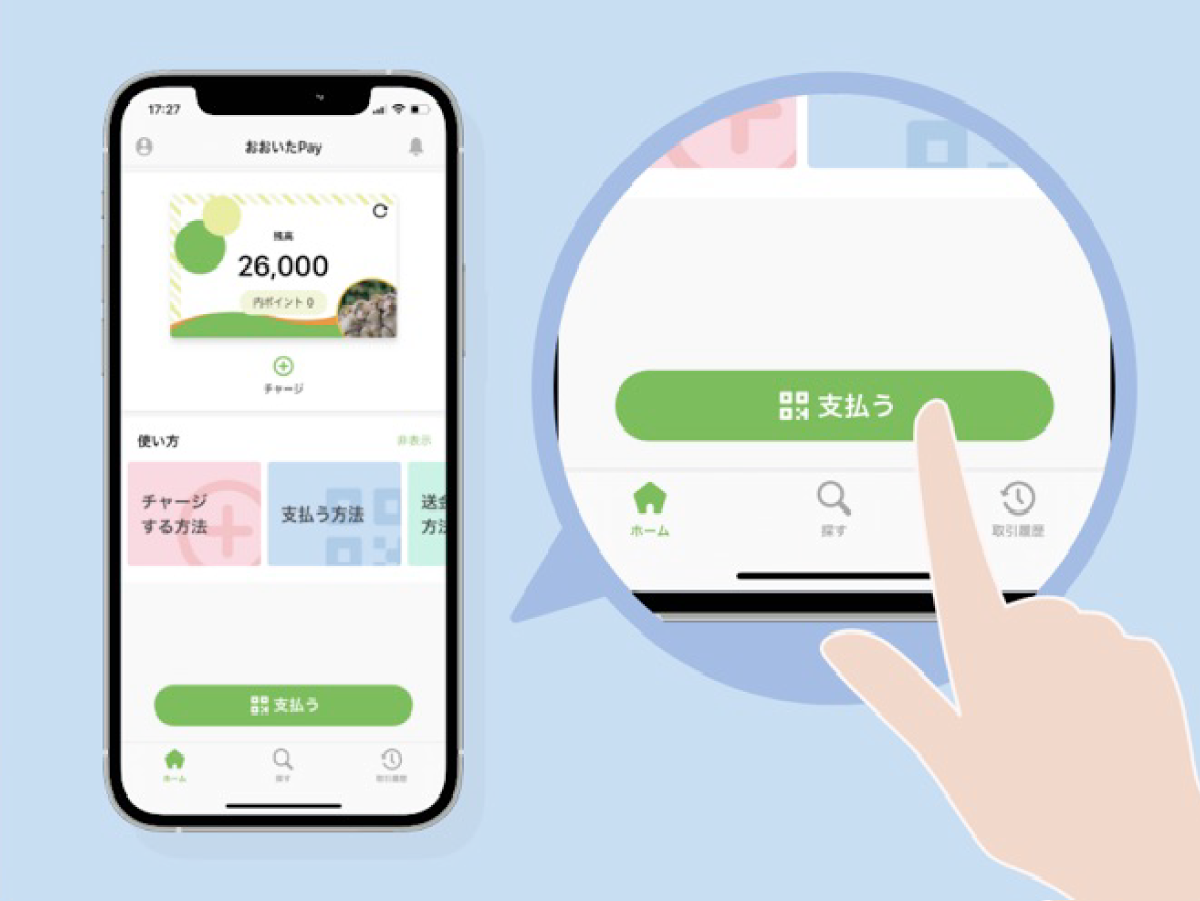 17:27
おおいたPay
残高
26,000
内ポイント 0
チャージ
使い方
非表示
チャージ
する方法
支払う方法
送金
方法
支払う
ホーム
探す
取引履歴
支払う
ホーム
探す
取引履歴